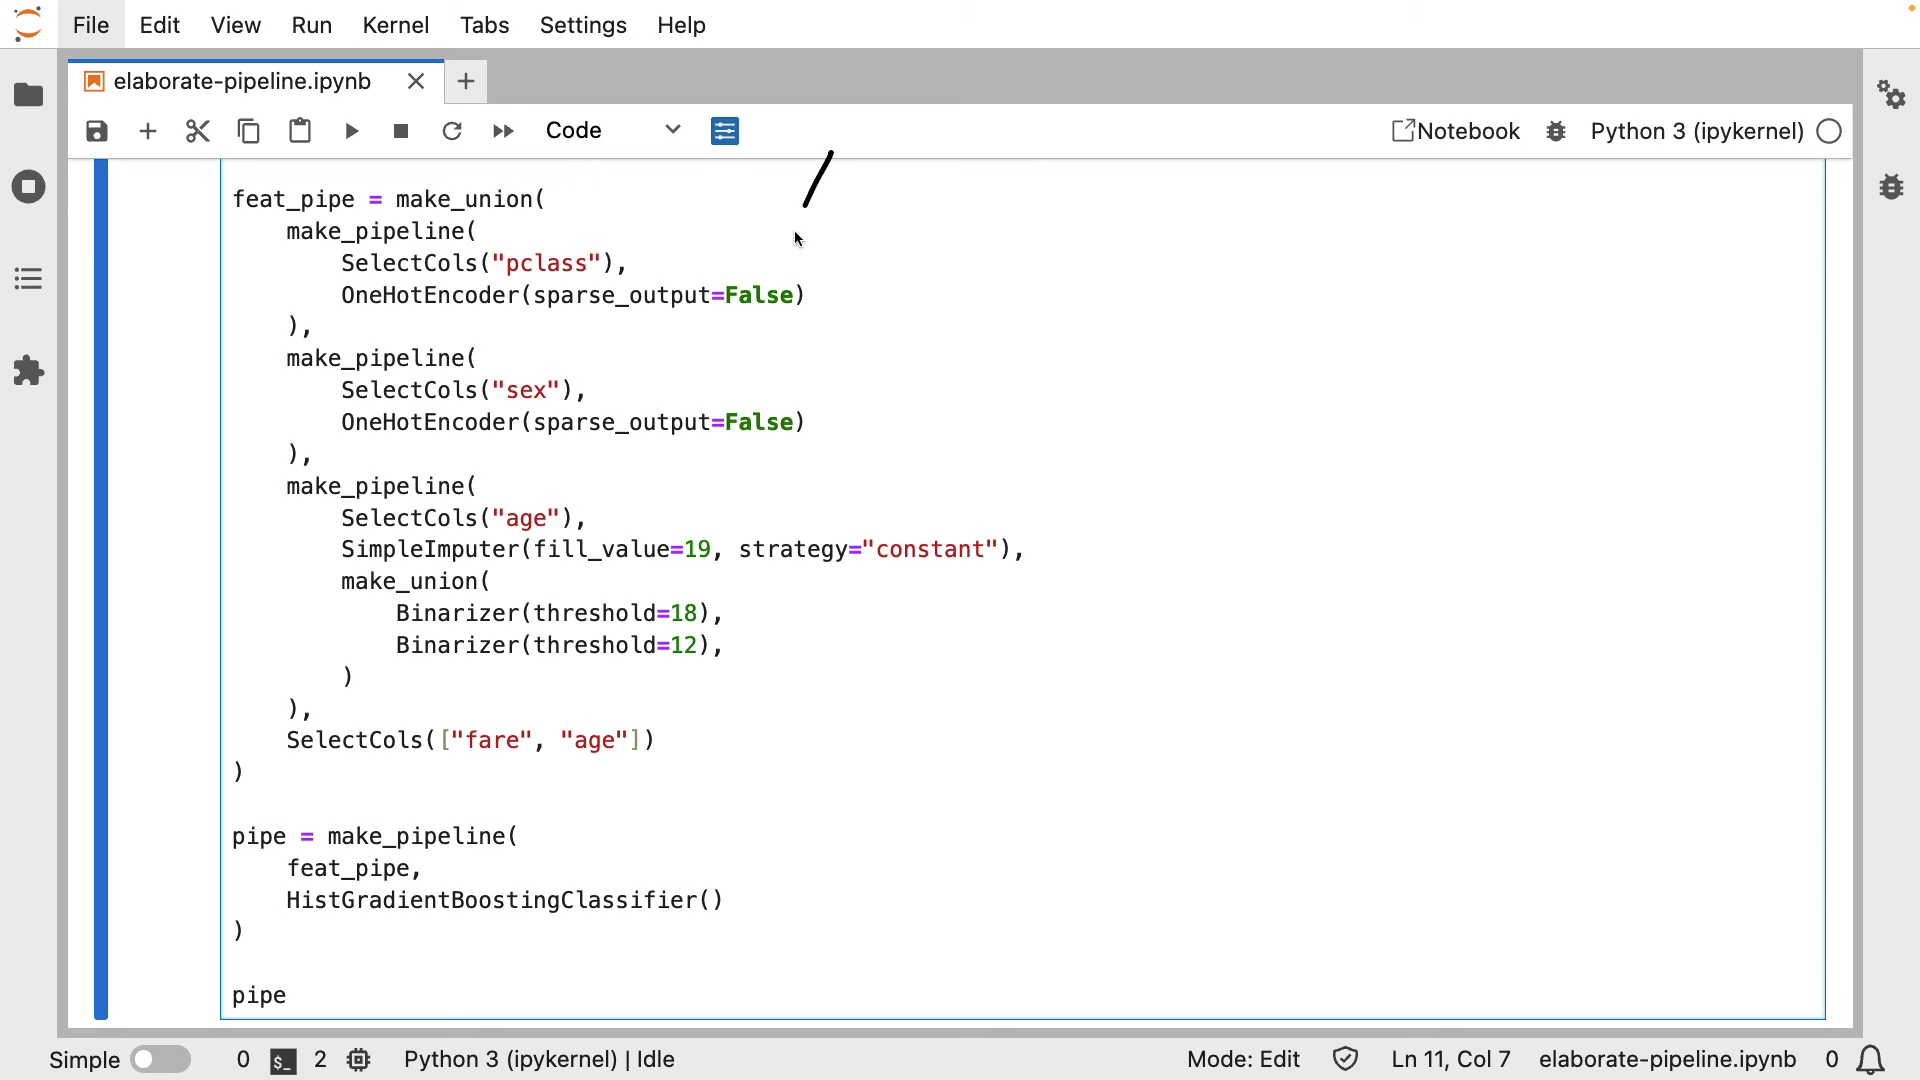 File Edit View Run Kernel Tabs Settings Help
elaborate-pipeline.ipynb
Code Notebook Python 3 (ipykernel)
feat_pipe = make_union(
    make_pipeline(
        SelectCols("pclass"),
        OneHotEncoder(sparse_output=False)
    ),
    make_pipeline(
        SelectCols("sex"),
        OneHotEncoder(sparse_output=False)
    ),
    make_pipeline(
        SelectCols("age"),
        SimpleImputer(fill_value=19, strategy="constant"),
        make_union(
            Binarizer(threshold=18),
            Binarizer(threshold=12),
        )
    ),
    SelectCols(["fare", "age"])
)
pipe = make_pipeline(
    feat_pipe,
    HistGradientBoostingClassifier()
)
pipe
Simple 0 $_ 2 Python 3 (ipykernel) | Idle Mode: Edit Ln 11, Col 7 elaborate-pipeline.ipynb 0